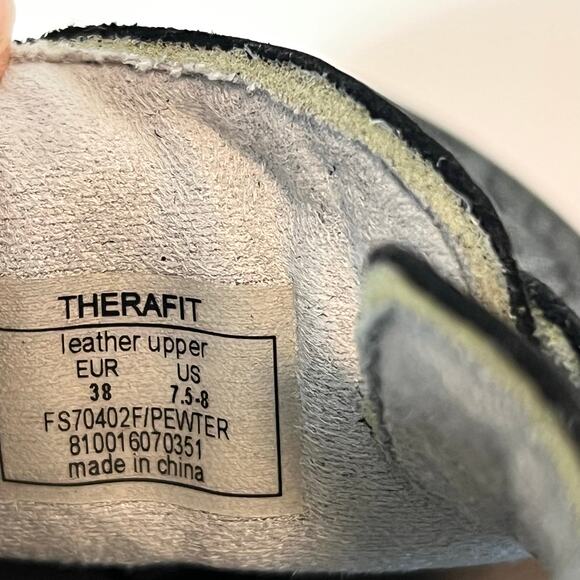 THERAFIT
leather upper
EUR US
38 7.5-8
FS70402F/PEWTER
810016070351
made in china